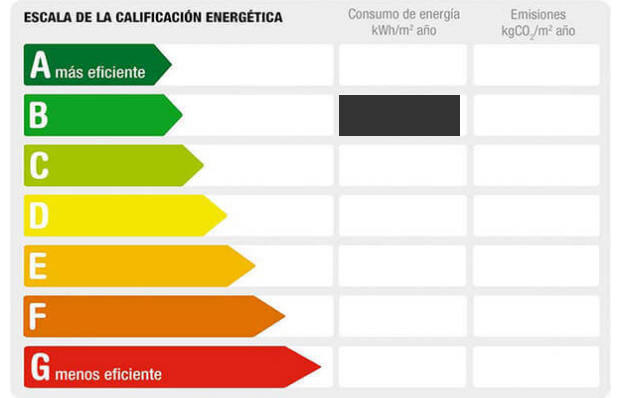 ESCALA DE LA CALIFICACIÓN ENERGÉTICA
Consumo de energía
kWh/m² año
Emisiones
kgCO₂/m² año
A más eficiente
B
C
D
E
F
G menos eficiente